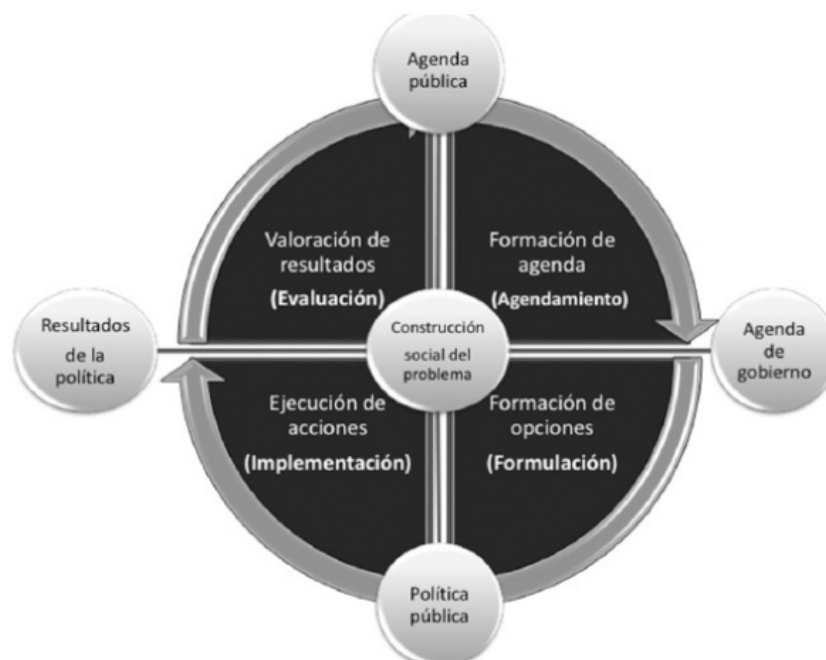 Agenda
pública
Valoración de
resultados
(Evaluación)
Formación de
agenda
(Agendamiento)
Resultados
de la
política
Construcción
social del
problema
Agenda
de
gobierno
Ejecución de
acciones
(Implementación)
Formación de
opciones
(Formulación)
Política
pública